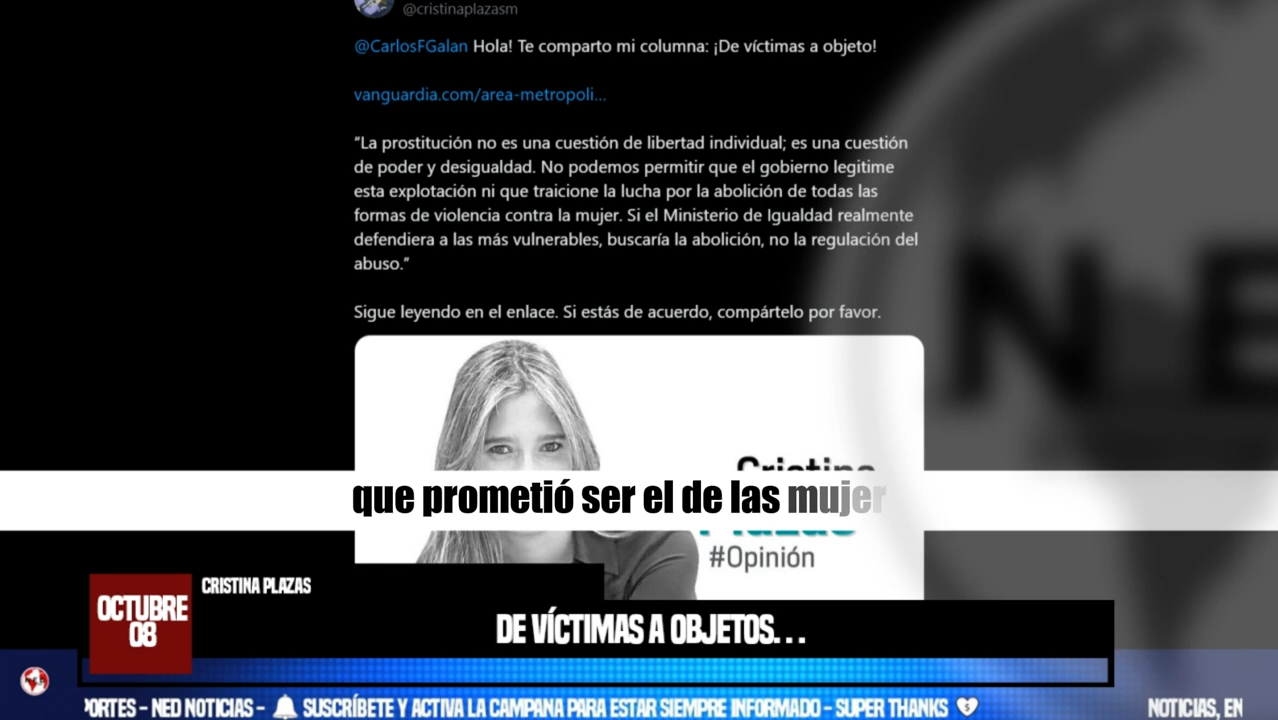 @cristinaplazasm
@CarlosFGalan Hola! Te comparto mi columna: ¡De víctimas a objeto!
vanguardia.com/area-metropoli...
“La prostitución no es una cuestión de libertad individual; es una cuestión
de poder y desigualdad. No podemos permitir que el gobierno legitime
esta explotación ni que traicione la lucha por la abolición de todas las
formas de violencia contra la mujer. Si el Ministerio de Igualdad realmente
defendiera a las más vulnerables, buscaría la abolición, no la regulación del
abuso.”
Sigue leyendo en el enlace. Si estás de acuerdo, compártelo por favor.
N E
Cristina
que prometió ser el de las mujer
Plazas
#Opinión
CRISTINA PLAZAS
OCTUBRE
08
DE VÍCTIMAS A OBJETOS...
PORTES - NED NOTICIAS - SUSCRÍBETE Y ACTIVA LA CAMPANA PARA ESTAR SIEMPRE INFORMADO - SUPER THANKS
NOTICIAS, EN